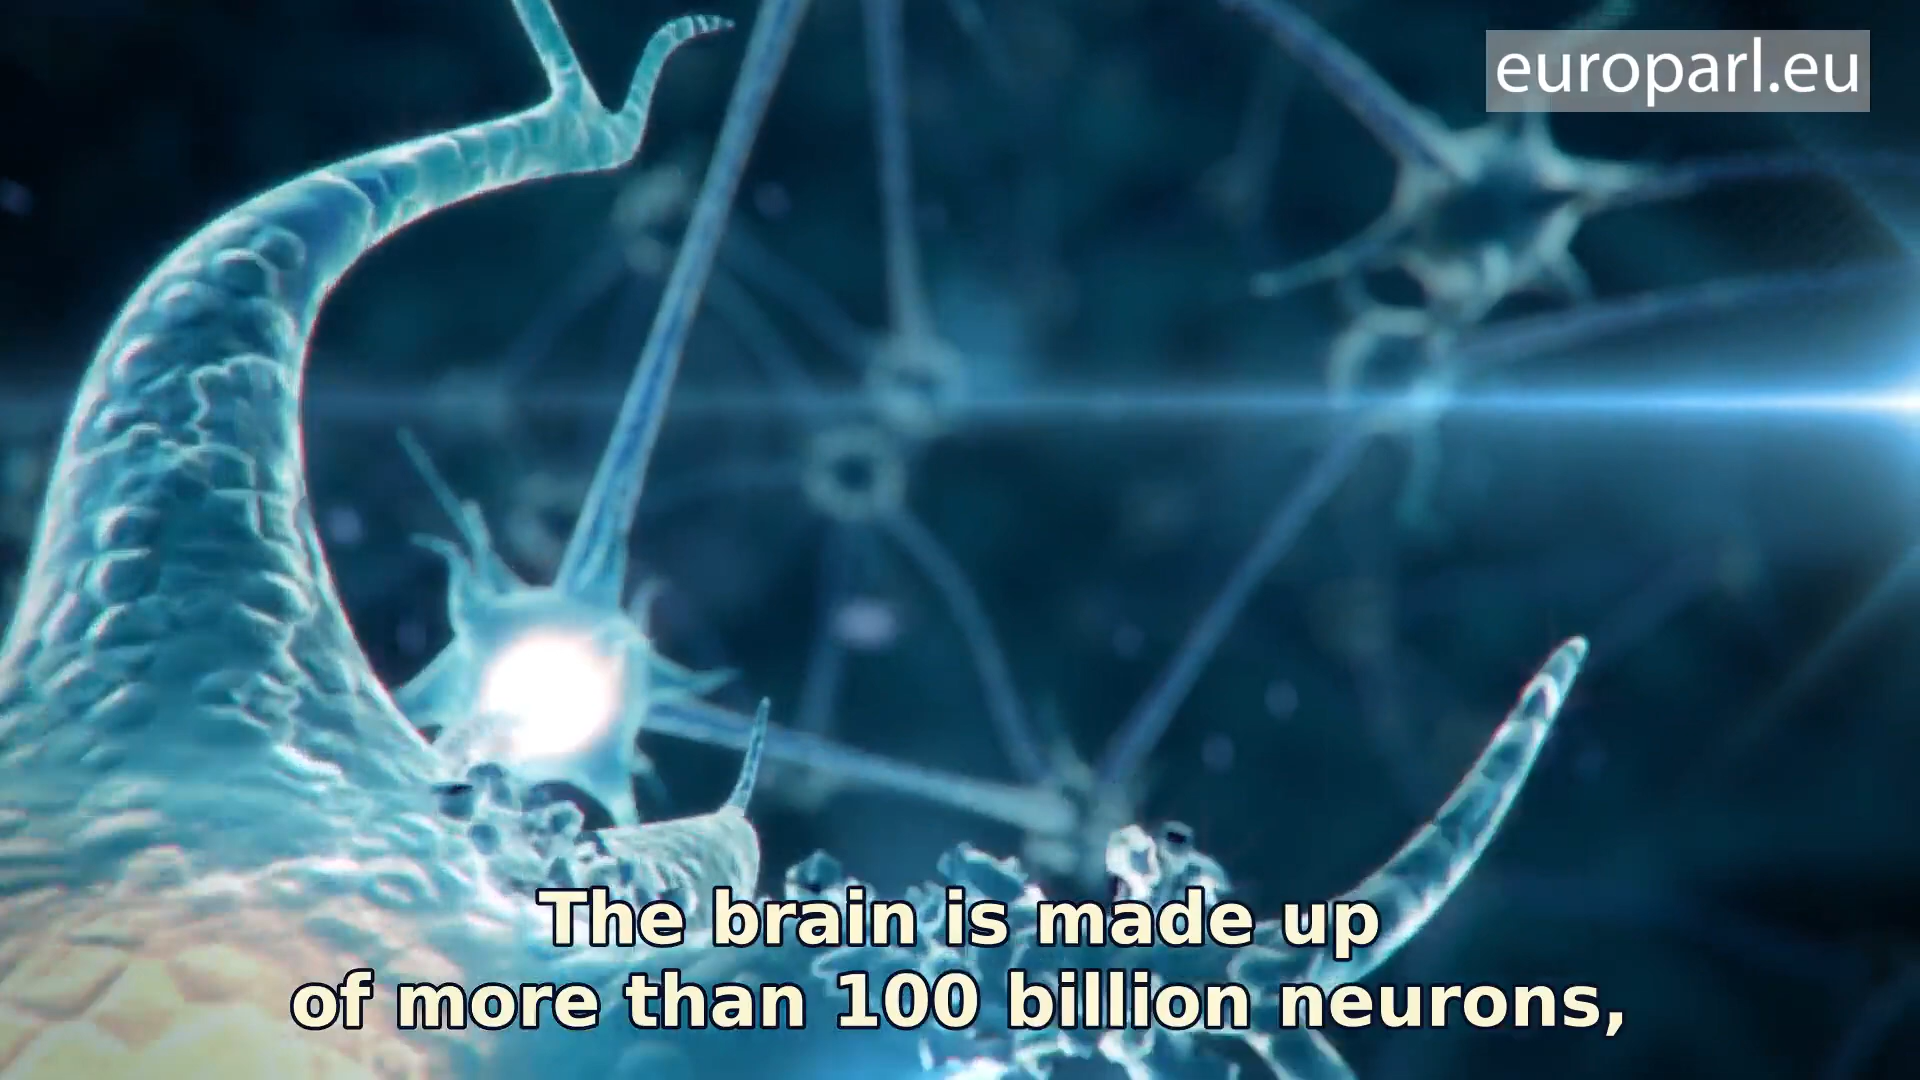 europarl.eu
The brain is made up
of more than 100 billion neurons,